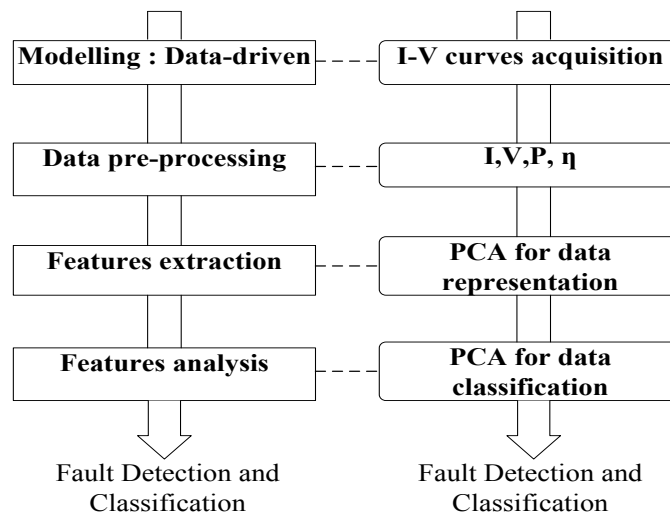 Modelling : Data-driven
I-V curves acquisition
Data pre-processing
I,V,P, η
Features extraction
PCA for data
representation
Features analysis
PCA for data
classification
Fault Detection and
Classification
Fault Detection and
Classification